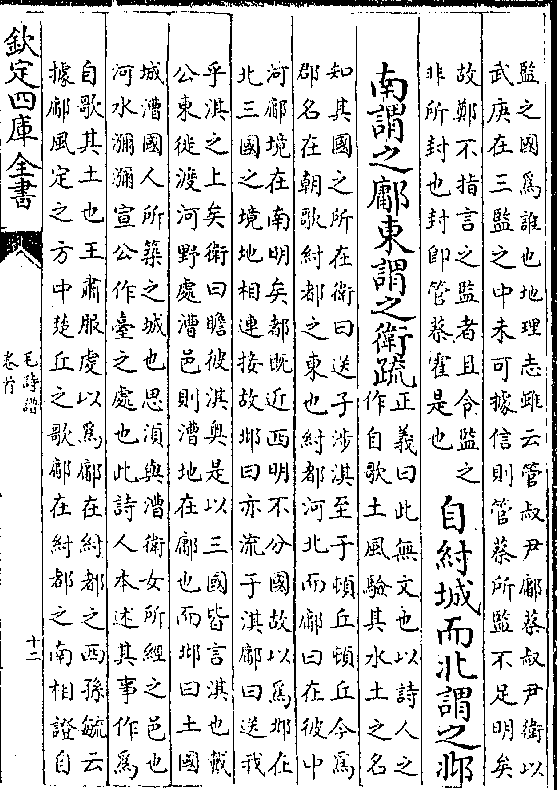 監之國爲誰也地理志雖云管叔尹鄘蔡叔尹衛以
武庚在三監之中未可據信則管蔡所監不足明矣
故鄭不指言之監者且令監之
非所封也封即管蔡霍是也
自紂城而北謂之邶
南謂之鄘東謂之衛疏
正義曰此無文也以詩人之
作自歌土風驗其水土之名
如其國之所在衛曰送子涉淇至于頓丘頓丘今爲
郡名在朝歌紂都之東也紂都河北而鄘曰在彼中
河鄘境在南明矣都既近西明不分國故以爲邶在
北三國之境地相連接故邶曰亦流于淇鄘曰送我
乎淇之上矣衛曰瞻彼淇奥是以三國皆言淇也戴
公東徙渡河野處漕邑則漕地在鄘也而邶曰土國
城漕國人所築之城也思湏與漕衛女所經之邑也
河水瀰瀰宣公作臺之處也此詩人本述其事作爲
自歌其土也王肅服虔以爲鄘在紂都之西孫毓云
據鄘風定之方中楚丘之歌鄘在紂都之南相證自
欽定四庫全書
毛詩譜
卷首
十二